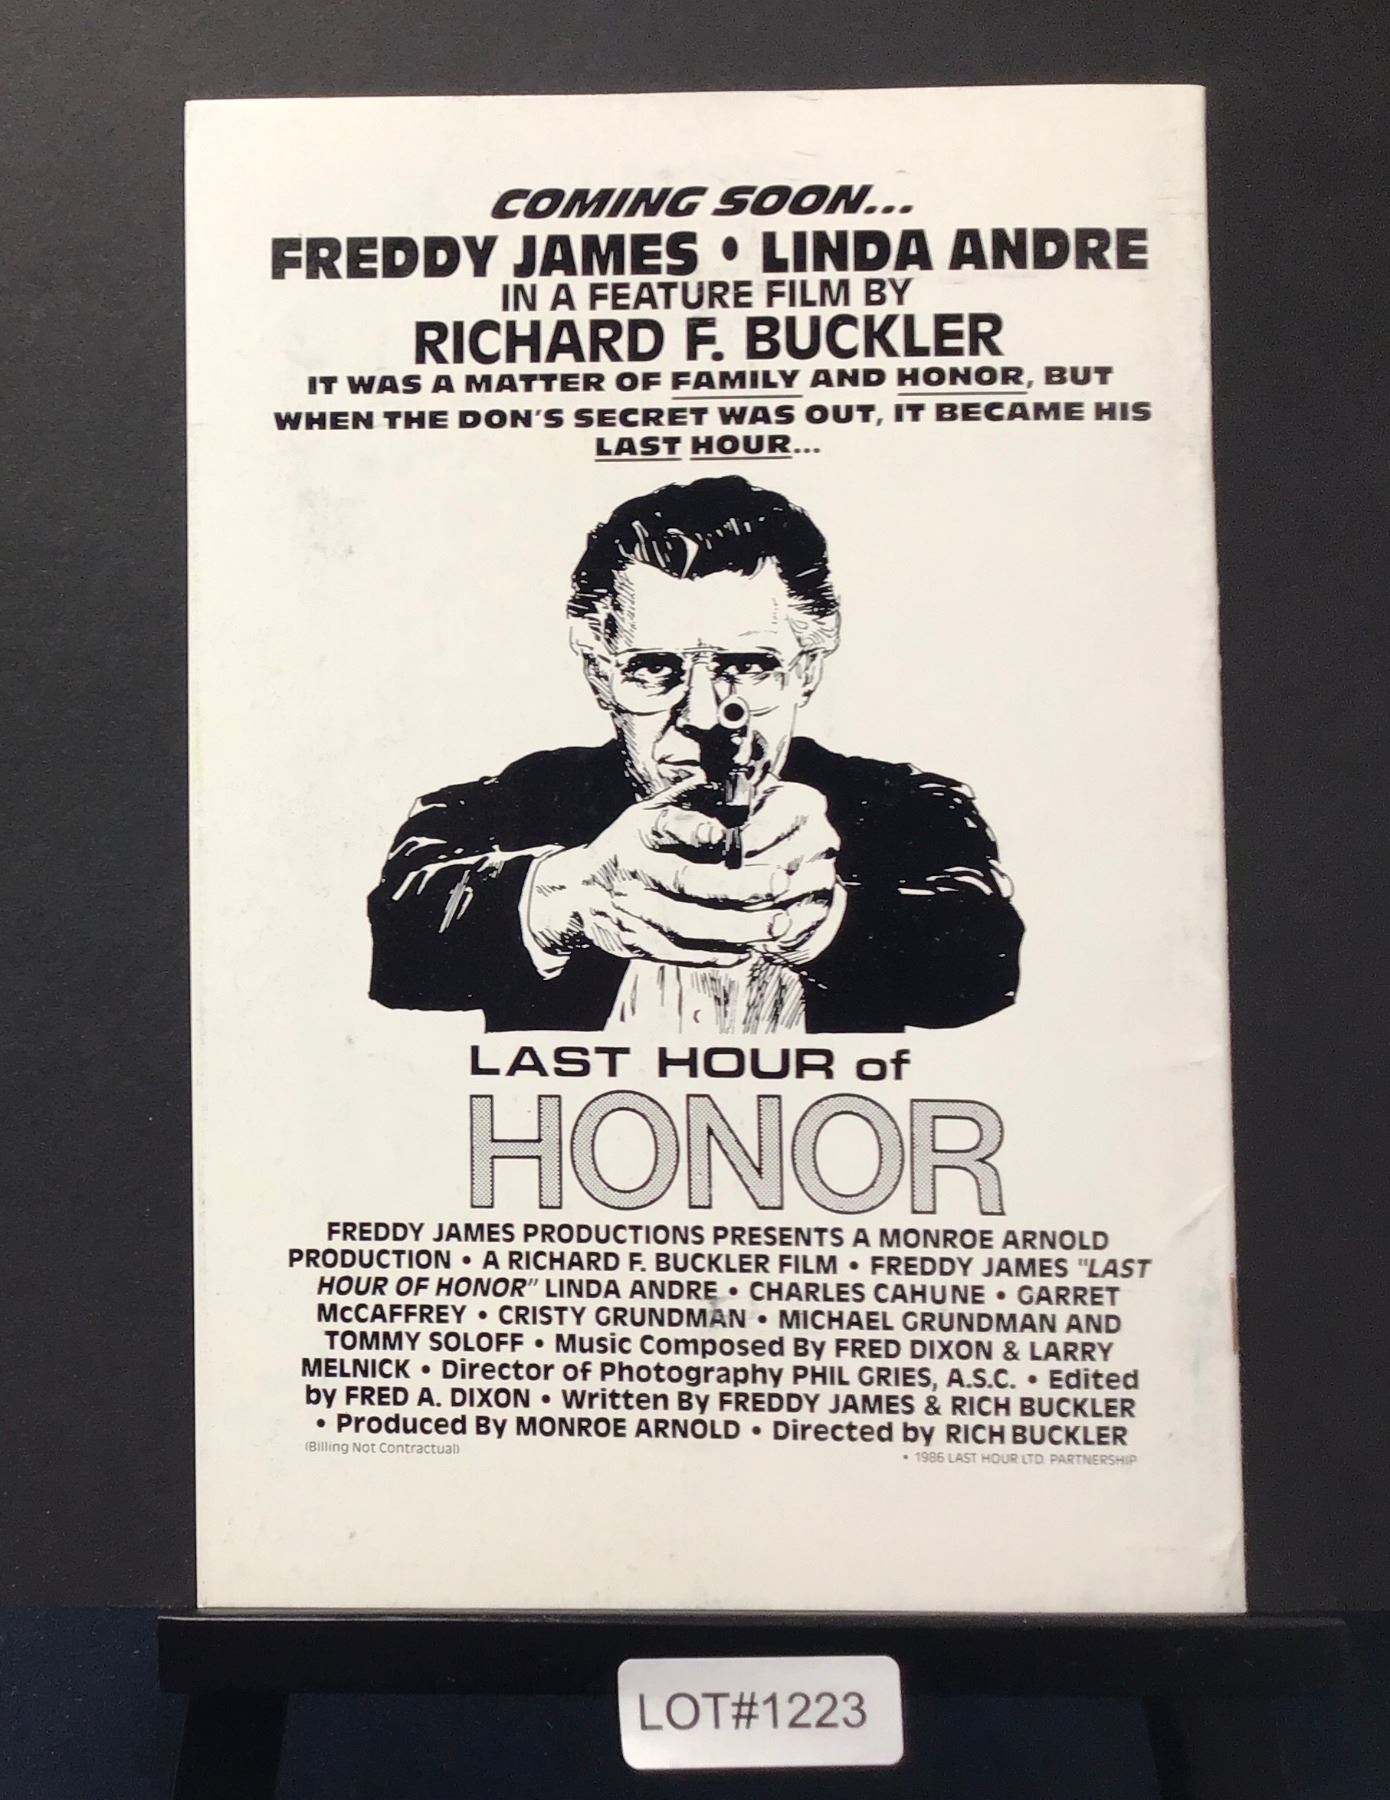 COMING SOON...
FREDDY JAMES • LINDA ANDRE
IN A FEATURE FILM BY
RICHARD F. BUCKLER
IT WAS A MATTER OF FAMILY AND HONOR, BUT
WHEN THE DON'S SECRET WAS OUT, IT BECAME HIS
LAST HOUR...
LAST HOUR of
HONOR
FREDDY JAMES PRODUCTIONS PRESENTS A MONROE ARNOLD
PRODUCTION • A RICHARD F. BUCKLER FILM • FREDDY JAMES "LAST
HOUR OF HONOR" LINDA ANDRE • CHARLES CAHUNE • GARRET
McCAFFREY • CRISTY GRUNDMAN • MICHAEL GRUNDMAN AND
TOMMY SOLOFF • Music Composed By FRED DIXON & LARRY
MELNICK • Director of Photography PHIL GRIES, A.S.C. • Edited
by FRED A. DIXON • Written By FREDDY JAMES & RICH BUCKLER
• Produced By MONROE ARNOLD • Directed by RICH BUCKLER
(Billing Not Contractual)
• 1986 LAST HOUR LTD. PARTNERSHIP
LOT#1223